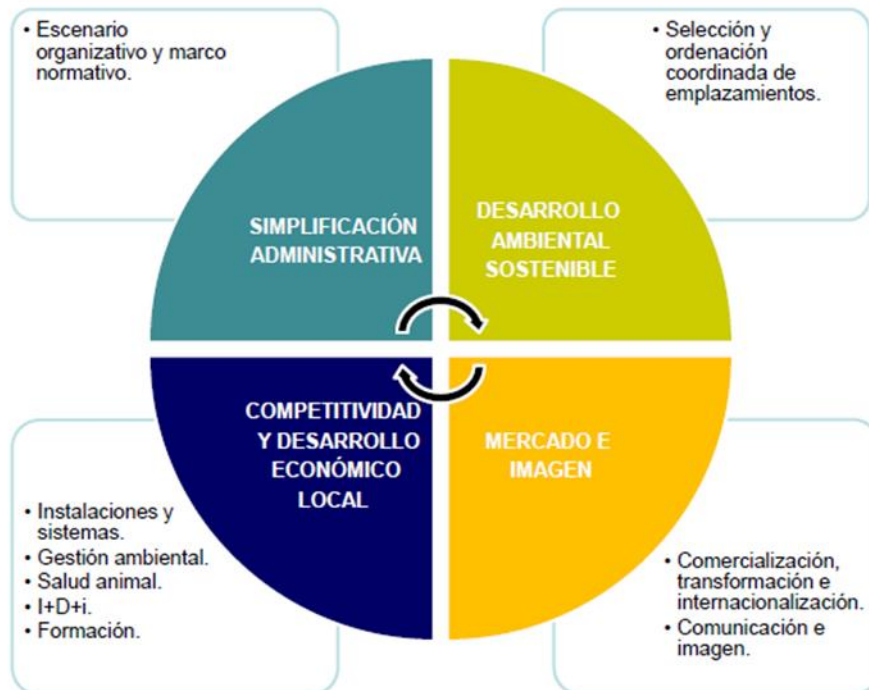 • Escenario
organizativo y marco
normativo.
• Selección y
ordenación
coordinada de
emplazamientos.
SIMPLIFICACIÓN
ADMINISTRATIVA
DESARROLLO
AMBIENTAL
SOSTENIBLE
COMPETITIVIDAD
Y DESARROLLO
ECONÓMICO
LOCAL
MERCADO E
IMAGEN
• Instalaciones y
sistemas.
• Gestión ambiental.
• Salud animal.
• I+D+i.
• Formación.
• Comercialización,
transformación e
internacionalización.
• Comunicación e
imagen.